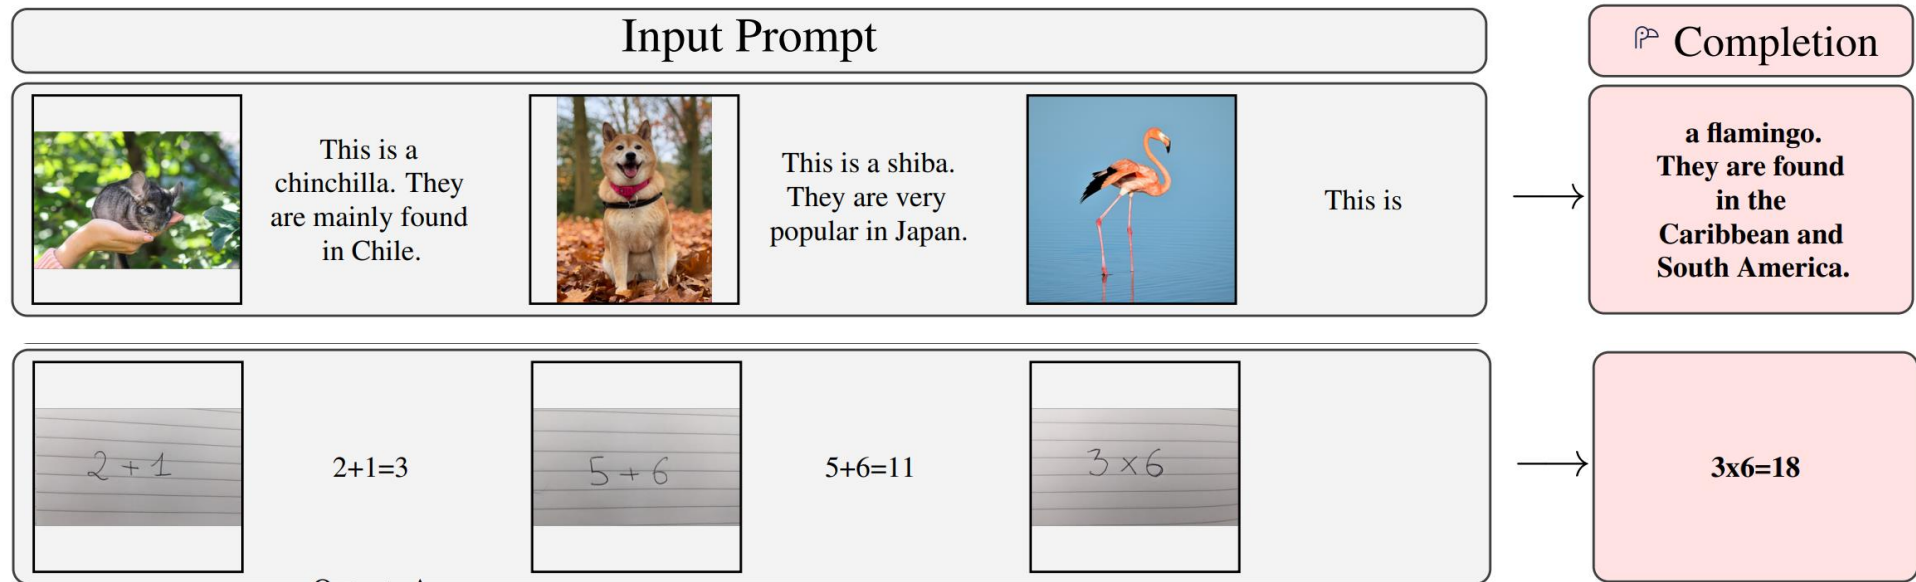 Input Prompt
Completion
This is a
chinchilla. They
are mainly found
in Chile.
This is a shiba.
They are very
popular in Japan.
This is
a flamingo.
They are found
in the
Caribbean and
South America.
2 + 1
2+1=3
5 + 6
5+6=11
3 x 6
3x6=18